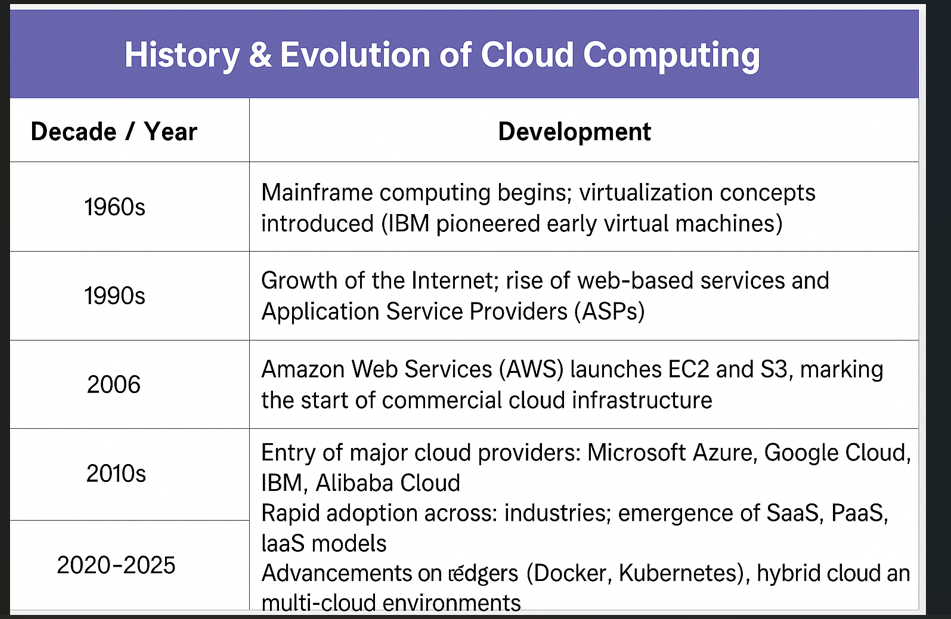 History & Evolution of Cloud Computing
Decade / Year
Development
1960s
Mainframe computing begins; virtualization concepts
introduced (IBM pioneered early virtual machines)
1990s
Growth of the Internet; rise of web-based services and
Application Service Providers (ASPs)
2006
Amazon Web Services (AWS) launches EC2 and S3, marking
the start of commercial cloud infrastructure
2010s
Entry of major cloud providers: Microsoft Azure, Google Cloud,
IBM, Alibaba Cloud
Rapid adoption across: industries; emergence of SaaS, PaaS,
IaaS models
2020-2025
Advancements on (Docker, Kubernetes), hybrid cloud an
multi-cloud environments